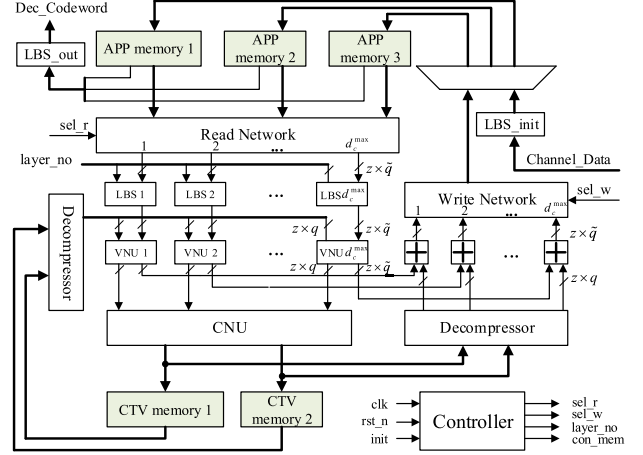 Dec_Codeword
LBS_out
APP memory 1
APP
memory 2
APP
memory 3
LBS_init
Channel_Data
sel_r
Read Network
1
2
...
d_c^max
layer_no
LBS 1
LBS 2
...
LBS d_c^max
z × q̃
Write Network
1
2
...
d_c^max
sel_w
Decompressor
z × q
z × q̃
z × q̃
VNU 1
VNU 2
...
VNU d_c^max
+
+
...
+
z × q
z × q̃
z × q
CNU
Decompressor
CTV memory 1
CTV
memory 2
clk
rst_n
init
Controller
sel_r
sel_w
layer_no
con_mem